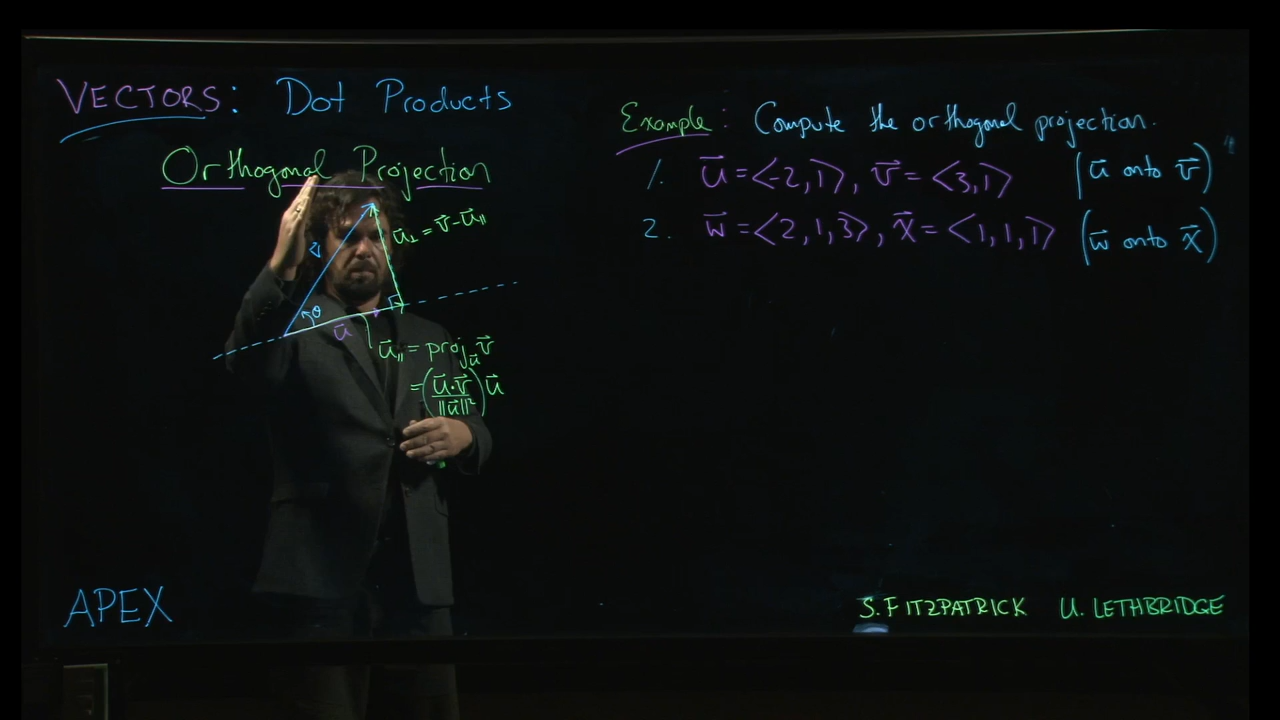 VECTORS: Dot Products
Orthogonal Projection
v⃗
u⃗⊥ = v⃗ - u⃗∥
θ
u⃗
u⃗∥ = proj_u⃗ v⃗
= (u⃗·v⃗ / ‖u⃗‖²) u⃗
Example: Compute the orthogonal projection.
1. u⃗ = <-2,1>, v⃗ = <3,1> (u⃗ onto v⃗)
2. w⃗ = <2,1,3>, x⃗ = <1,1,1> (w⃗ onto x⃗)
APEX
S. FITZPATRICK U. LETHBRIDGE